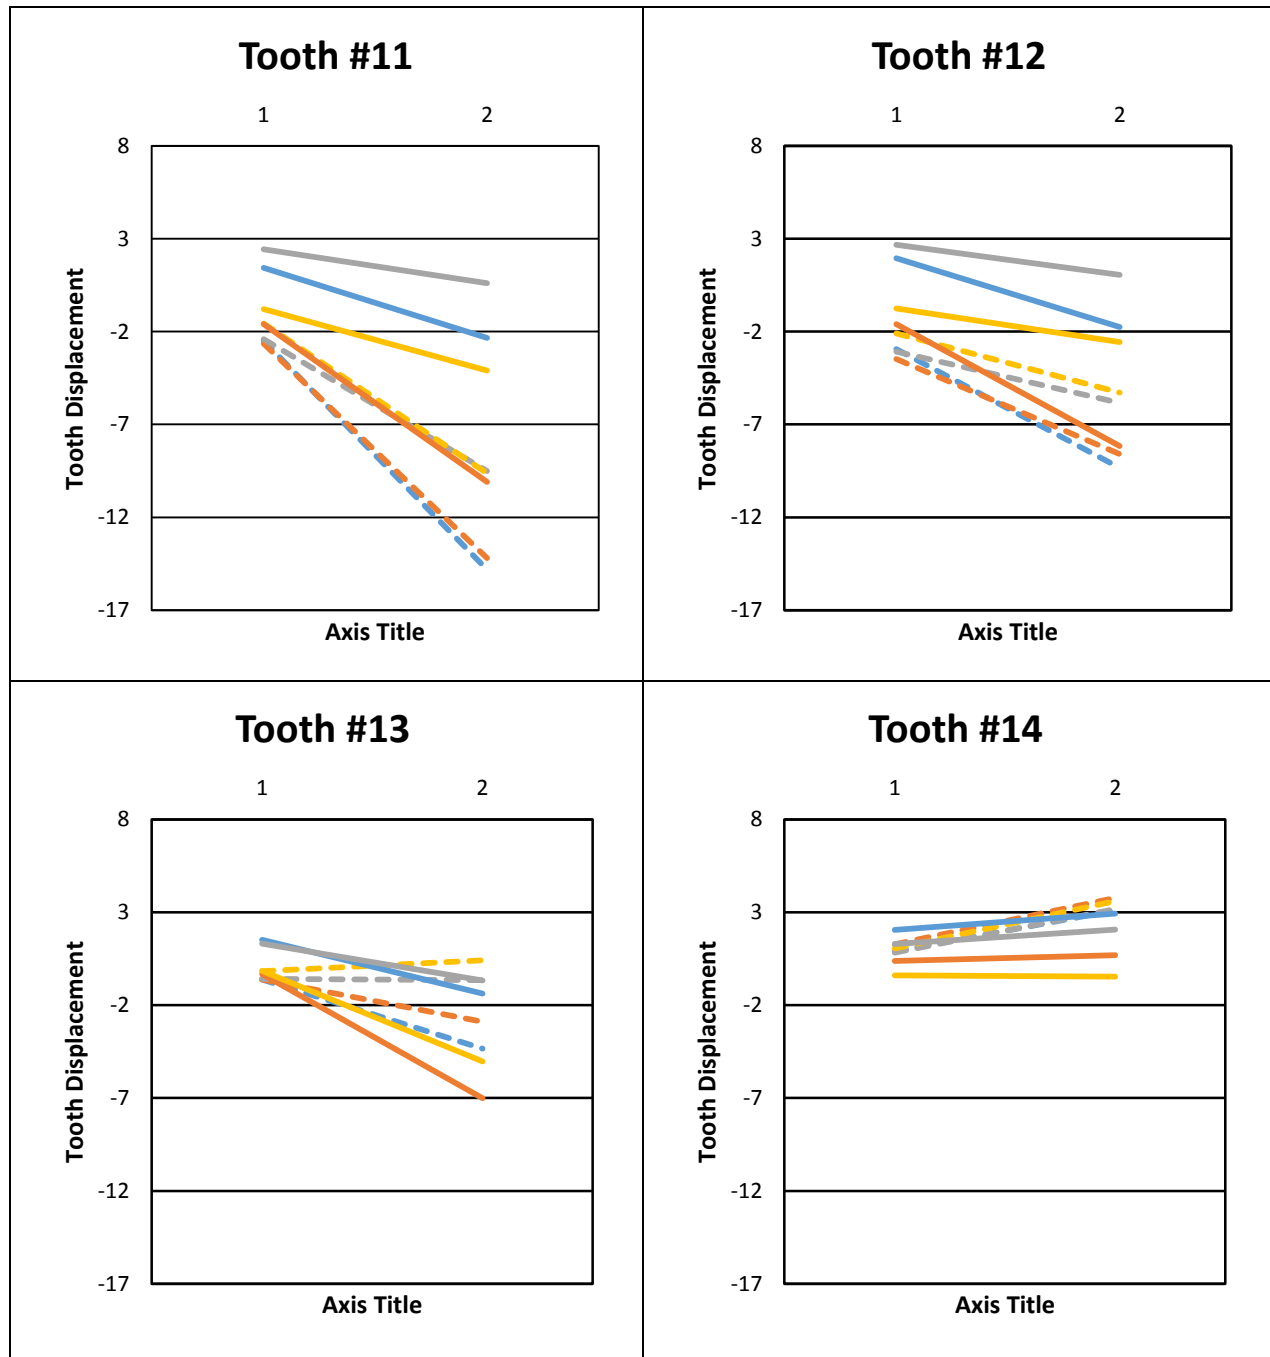 Tooth #11
1 2
8
3
-2
-7
-12
-17
Tooth Displacement
Axis Title
Tooth #12
1 2
8
3
-2
-7
-12
-17
Tooth Displacement
Axis Title
Tooth #13
1 2
8
3
-2
-7
-12
-17
Tooth Displacement
Axis Title
Tooth #14
1 2
8
3
-2
-7
-12
-17
Tooth Displacement
Axis Title